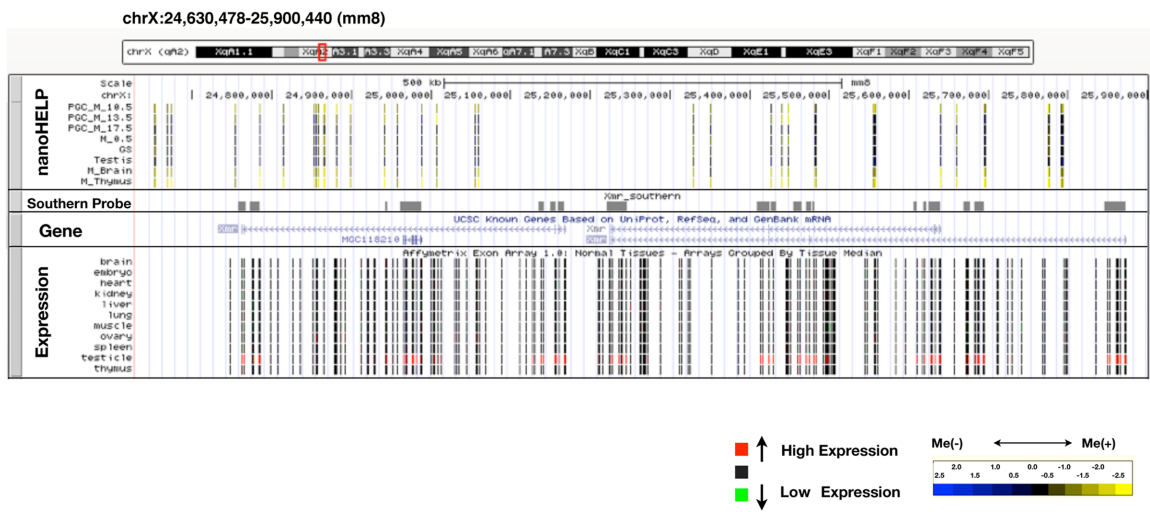 chrX:24,630,478-25,900,440 (mm8)
chrX (qA2) XqA1.1 XqA2 A3.1 A3.3 XqA4 XqA5 XqA6 qA7.1 A7.3 XqB XqC1 XqC3 XqD XqE1 XqE3 XqF1 XqF2 XqF3 XqF4 XqF5
nanoHELP
Scale 500 kb mm8
chrX: 24,800,000 24,900,000 25,000,000 25,100,000 25,200,000 25,300,000 25,400,000 25,500,000 25,600,000 25,700,000 25,800,000 25,900,000
PGC_M_10.5
PGC_M_13.5
PGC_M_17.5
M_0.5
GS
Testis
M_Brain
M_Thymus
Southern Probe
Xmr_southern
Gene
UCSC Known Genes Based on UniProt, RefSeq, and GenBank mRNA
Xmr Xmr
MGC118210 Xmr
Expression
Affymetrix Exon Array 1.0: Normal Tissues - Arrays Grouped By Tissue Median
brain
embryo
heart
kidney
liver
lung
muscle
ovary
spleen
testicle
thymus
High Expression
Low Expression
Me(-) Me(+)
2.0 1.0 0.0 -1.0 -2.0
2.5 1.5 0.5 -0.5 -1.5 -2.5